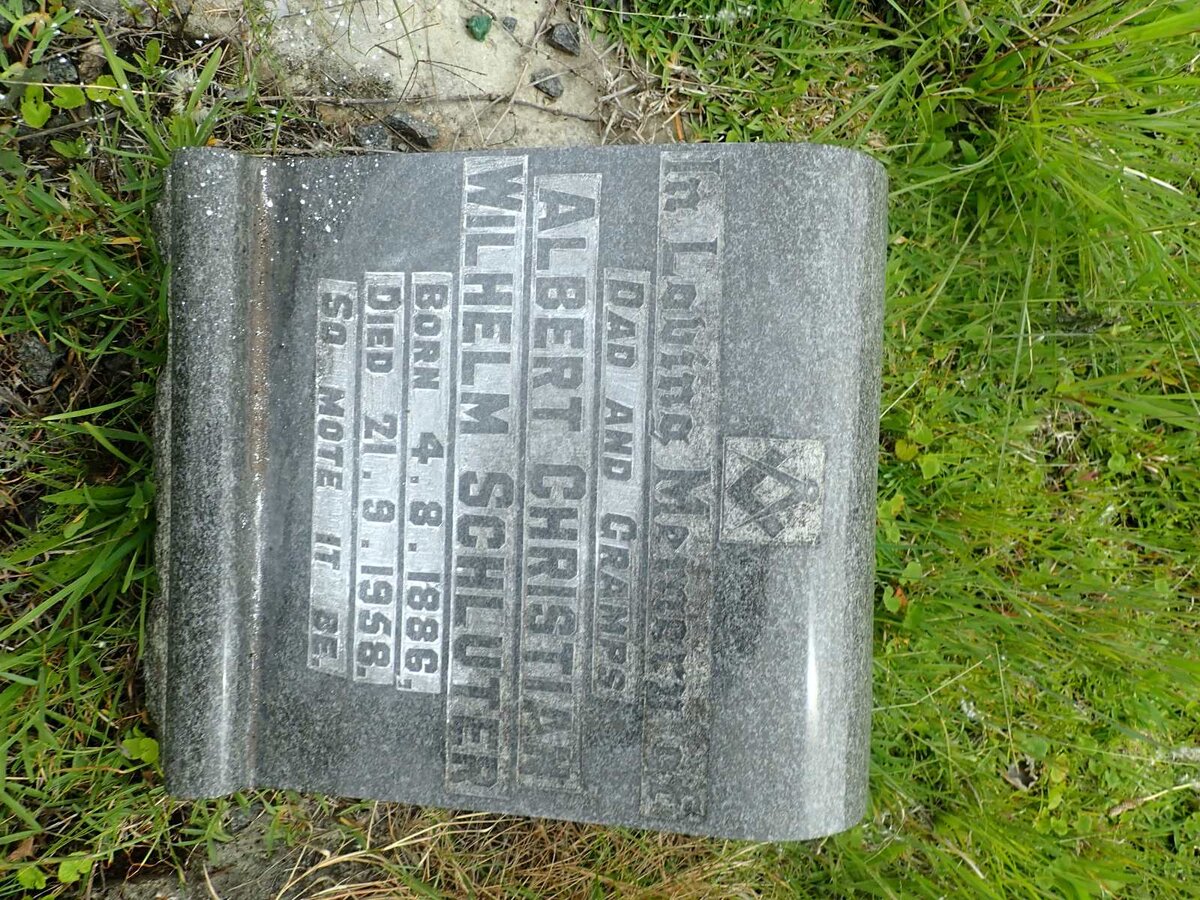 In Loving Memory of
DAD AND GRAMPS
ALBERT CHRISTIAN
WILHELM SCHLUTER
BORN 4.8.1886.
DIED 21.9.1958.
SO MOTE IT BE.